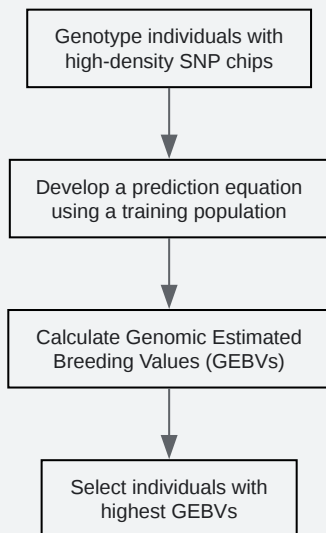 Genotype individuals with
high-density SNP chips
Develop a prediction equation
using a training population
Calculate Genomic Estimated
Breeding Values (GEBVs)
Select individuals with
highest GEBVs